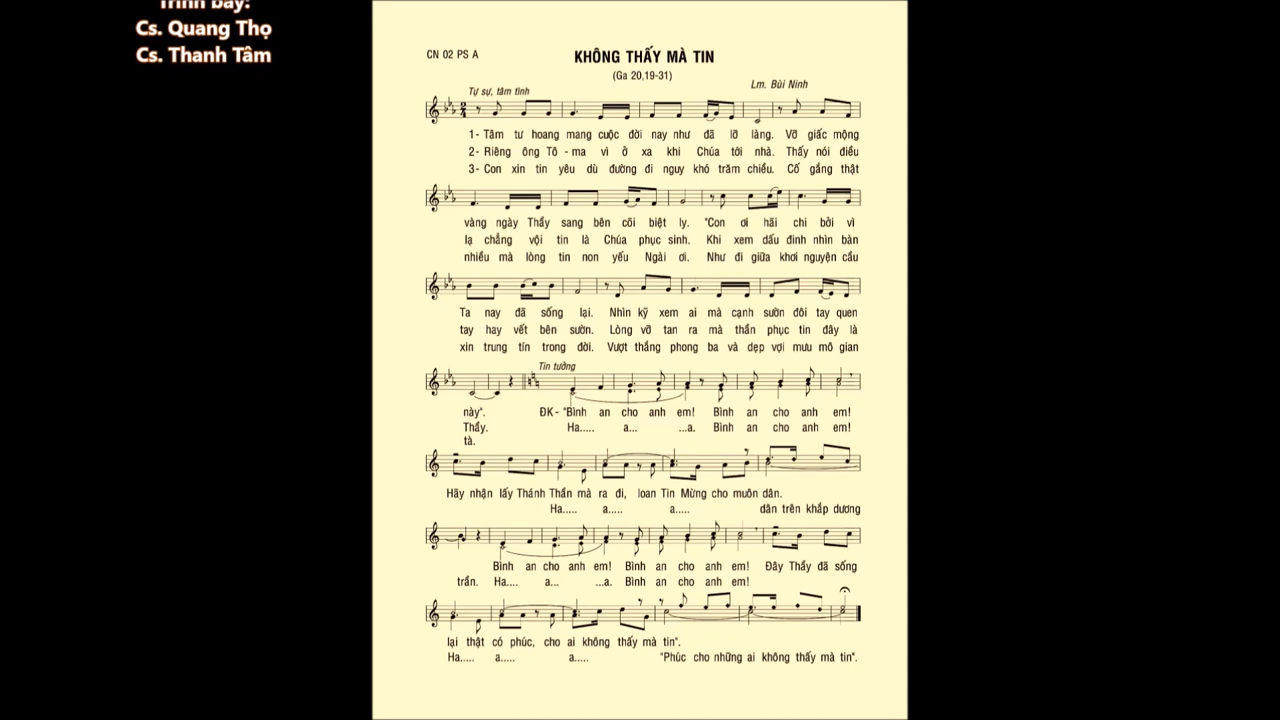 Trình bày:
Cs. Quang Thọ
Cs. Thanh Tâm
CN 02 PS A
KHÔNG THẤY MÀ TIN
(Ga 20,19-31)
Lm. Bùi Ninh
Tự sự, tâm tình
1- Tâm tư hoang mang cuộc đời nay như đã lỡ làng. Vỡ giấc mộng
2- Riêng ông Tô - ma vì ở xa khi Chúa tới nhà. Thấy nói điều
3- Con xin tin yêu dù đường đi nguy khó trăm chiều. Cố gắng thật
vàng ngày Thầy sang bên cõi biệt ly. "Con ơi hãi chi bởi vì
lạ chẳng vội tin là Chúa phục sinh. Khi xem dấu đinh nhìn bàn
nhiều mà lòng tin non yếu Ngài ơi. Như đi giữa khơi nguyện cầu
Ta nay đã sống lại. Nhìn kỹ xem ai mà cạnh sườn đôi tay quen
tay hay vết bên sườn. Lòng vỡ tan ra mà thần phục tin đây là
xin trung tín trong đời. Vượt thắng phong ba và dẹp vợi mưu mô gian
Tin tưởng
này". ĐK- "Bình an cho anh em! Bình an cho anh em!
Thầy. Ha..... a... ...a. Bình an cho anh em!
tà.
Hãy nhận lấy Thánh Thần mà ra đi, loan Tin Mừng cho muôn dân.
Ha..... a..... a..... dân trên khắp dương
Bình an cho anh em! Bình an cho anh em! Đây Thầy đã sống
trần. Ha.... a... ...a. Bình an cho anh em!
lại thật có phúc, cho ai không thấy mà tin".
Ha..... a..... a..... "Phúc cho những ai không thấy mà tin".